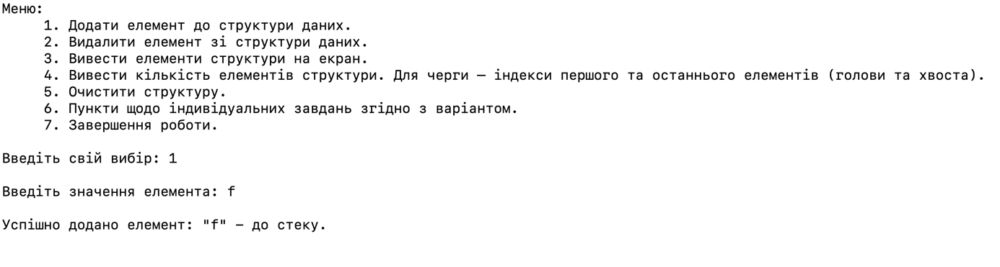 Меню:
1. Додати елемент до структури даних.
2. Видалити елемент зі структури даних.
3. Вивести елементи структури на екран.
4. Вивести кількість елементів структури. Для черги — індекси першого та останнього елементів (голови та хвоста).
5. Очистити структуру.
6. Пункти щодо індивідуальних завдань згідно з варіантом.
7. Завершення роботи.
Введіть свій вибір: 1
Введіть значення елемента: f
Успішно додано елемент: "f" — до стеку.